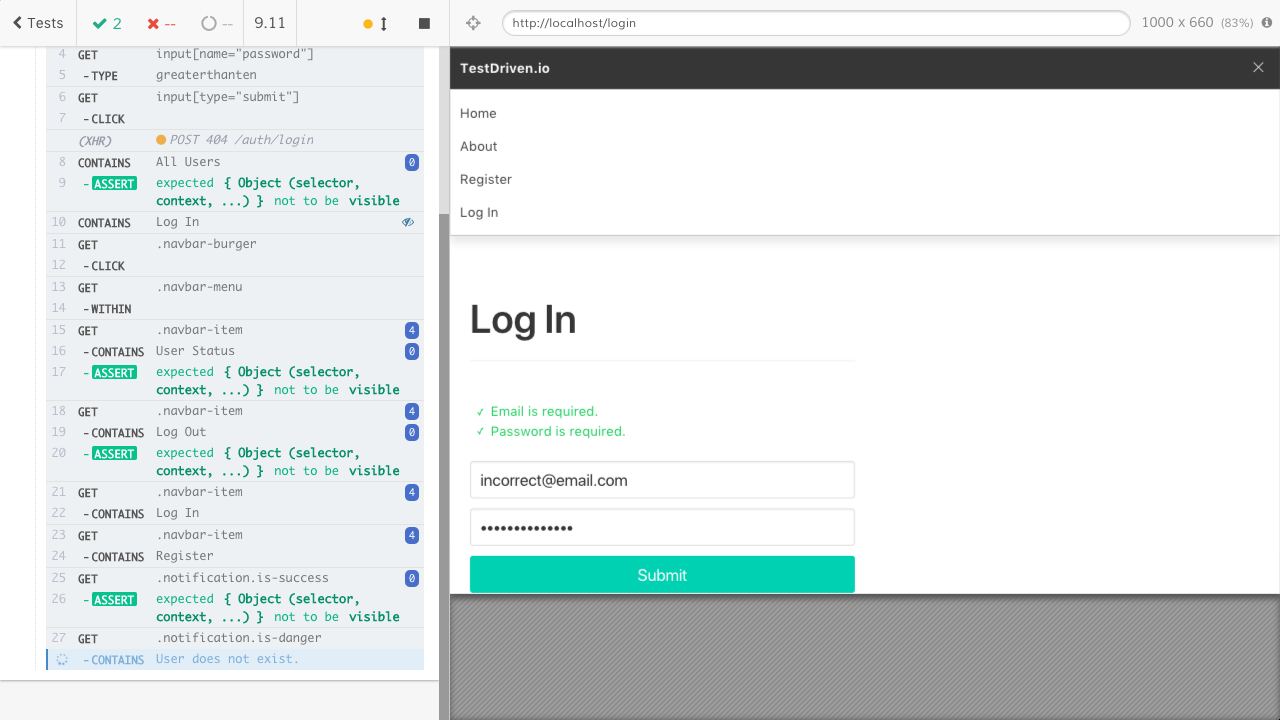 Tests
2
--
--
9.11
http://localhost/login
1000 x 660 (83%)
4 GET input[name="password"]
5 -TYPE greaterthanten
6 GET input[type="submit"]
7 -CLICK
(XHR) POST 404 /auth/login
8 CONTAINS All Users 0
9 -ASSERT expected { Object (selector,
context, ...) } not to be visible
10 CONTAINS Log In
11 GET .navbar-burger
12 -CLICK
13 GET .navbar-menu
14 -WITHIN
15 GET .navbar-item 4
16 -CONTAINS User Status 0
17 -ASSERT expected { Object (selector,
context, ...) } not to be visible
18 GET .navbar-item 4
19 -CONTAINS Log Out 0
20 -ASSERT expected { Object (selector,
context, ...) } not to be visible
21 GET .navbar-item 4
22 -CONTAINS Log In
23 GET .navbar-item 4
24 -CONTAINS Register
25 GET .notification.is-success 0
26 -ASSERT expected { Object (selector,
context, ...) } not to be visible
27 GET .notification.is-danger
-CONTAINS User does not exist.
TestDriven.io
Home
About
Register
Log In
Log In
✓ Email is required.
✓ Password is required.
incorrect@email.com
••••••••••••••
Submit